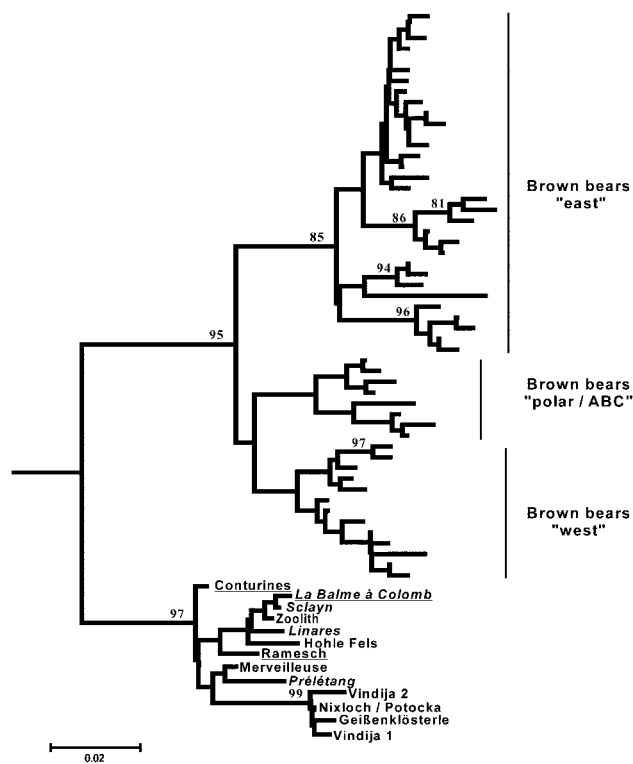 81
Brown bears
"east"
86
85
94
96
95
Brown bears
"polar / ABC"
97
Brown bears
"west"
Conturines
La Balme à Colomb
Sclayn
Zoolith
97
Linares
Hohle Fels
Ramesch
Merveilleuse
Prélétang
99
Vindija 2
Nixloch / Potocka
Geißenklösterle
Vindija 1
0.02